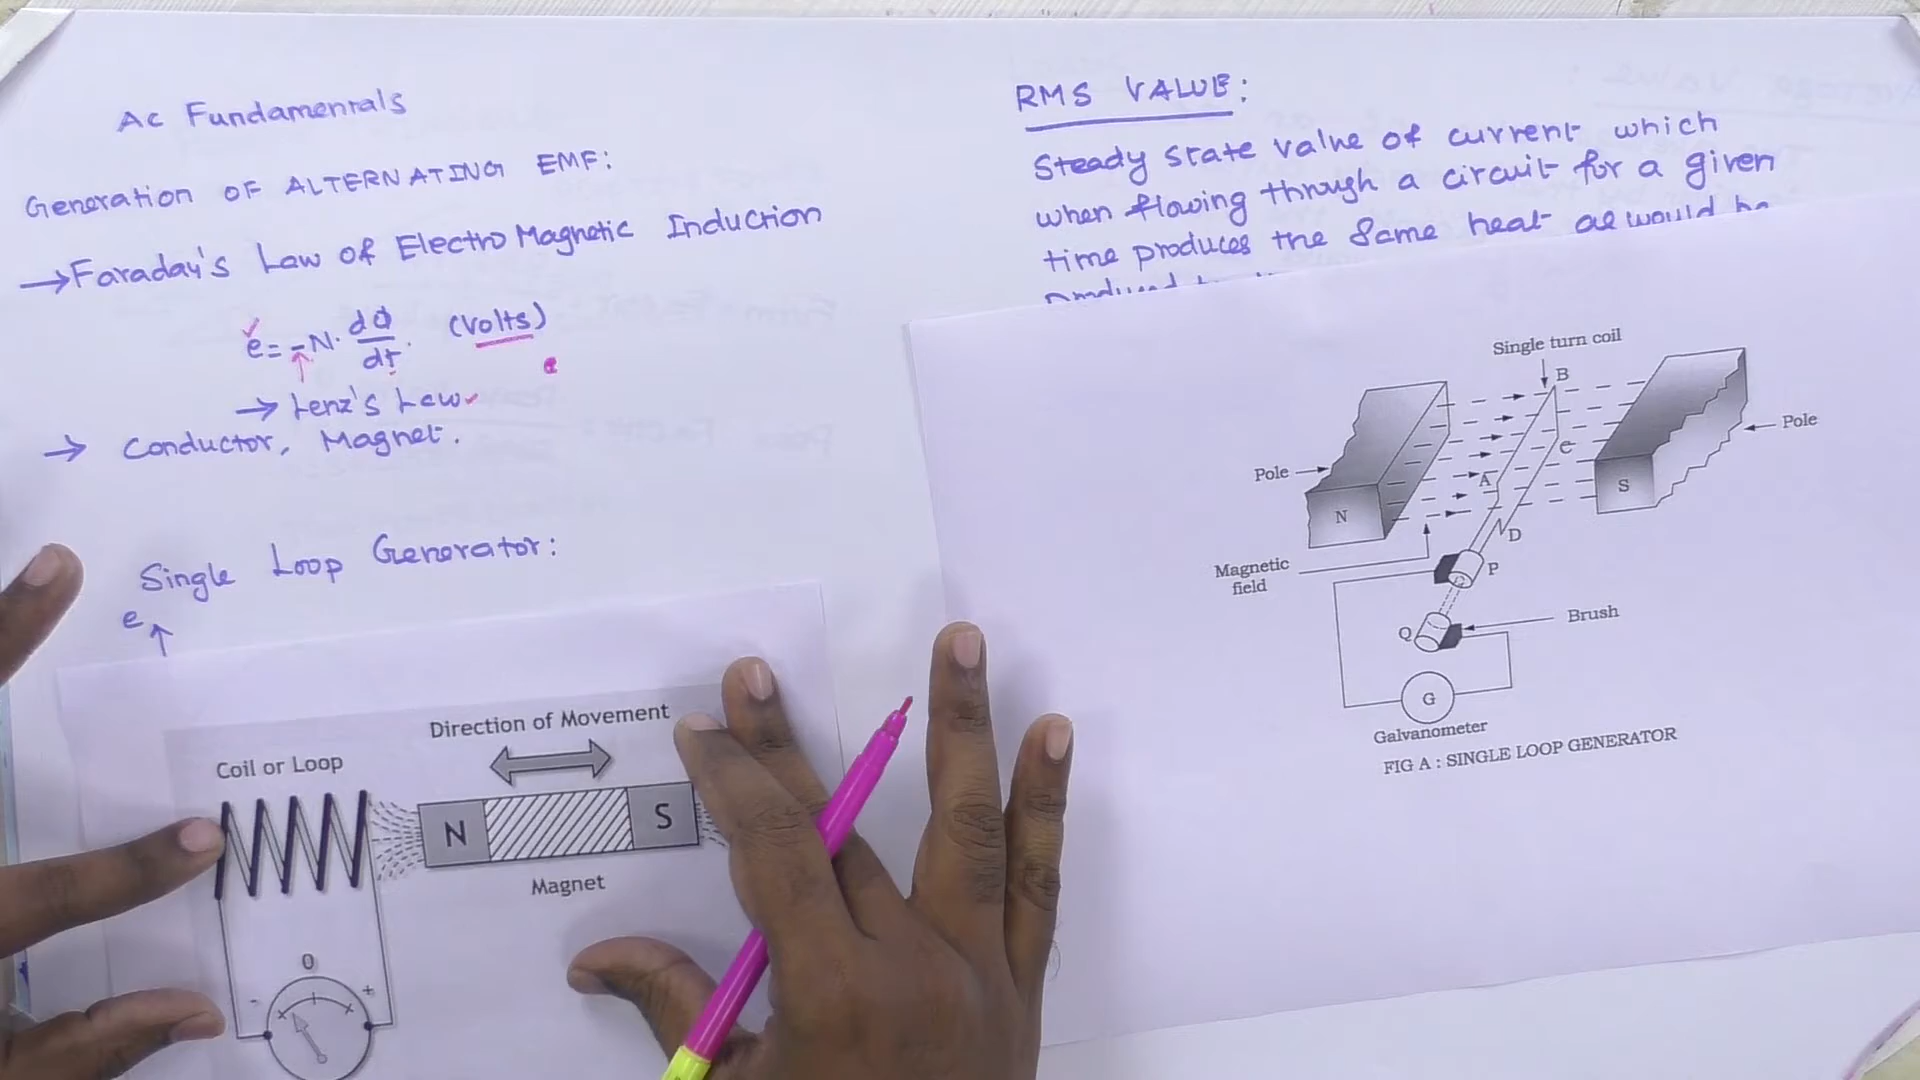 Ac Fundamentals
Generation OF ALTERNATING EMF:
→ Faraday's Law of Electro Magnetic Induction
e = -N. dΦ/dt. (Volts)
e
→ Lenz's Law
→ Conductor, Magnet.
Single Loop Generator:
e
Direction of Movement
Coil or Loop
N
S
Magnet
0
- +
RMS VALUE:
Steady state value of current which
when flowing through a circuit for a given
time produces the same heat as would be
produced
Single turn coil
B
Pole
C
A
Pole
S
N
D
Magnetic
field
P
Brush
Q
G
Galvanometer
FIG A : SINGLE LOOP GENERATOR